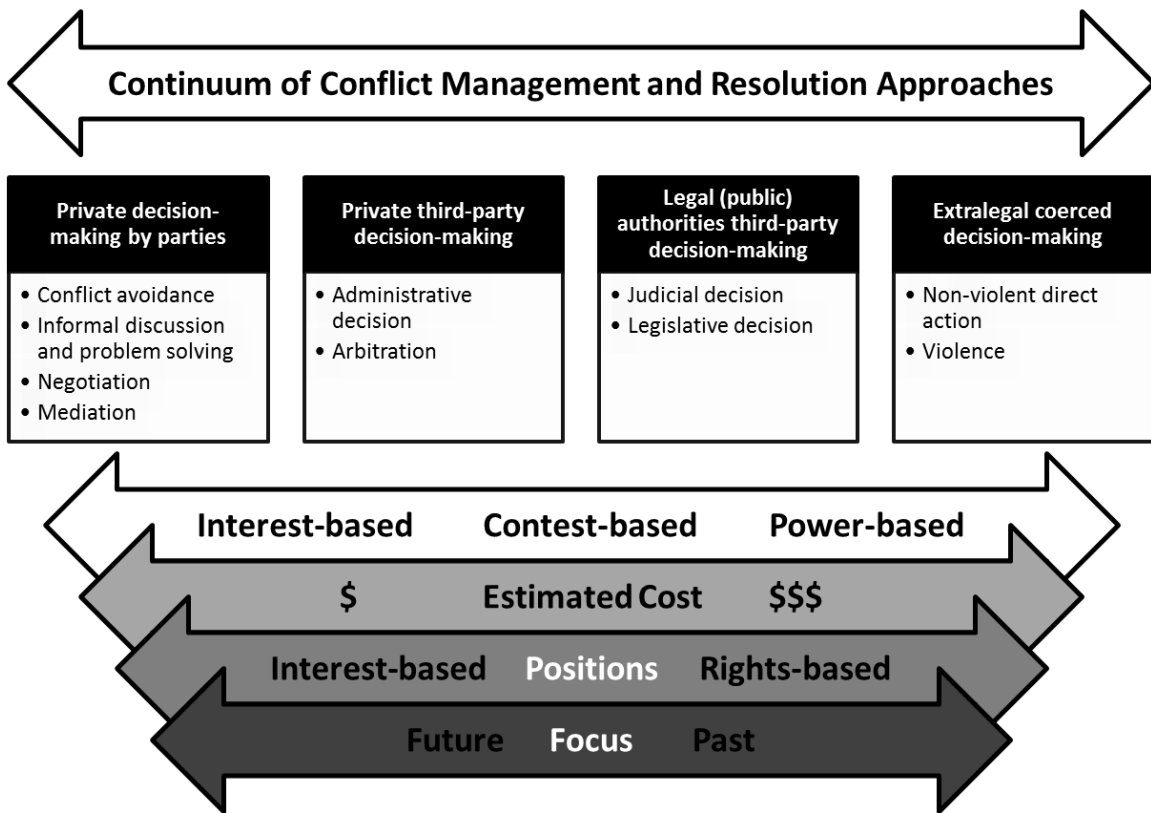 Continuum of Conflict Management and Resolution Approaches
Private decision-
making by parties
• Conflict avoidance
• Informal discussion
and problem solving
• Negotiation
• Mediation
Private third-party
decision-making
• Administrative
decision
• Arbitration
Legal (public)
authorities third-party
decision-making
• Judicial decision
• Legislative decision
Extralegal coerced
decision-making
• Non-violent direct
action
• Violence
Interest-based Contest-based Power-based
$ Estimated Cost $$$
Interest-based Positions Rights-based
Future Focus Past